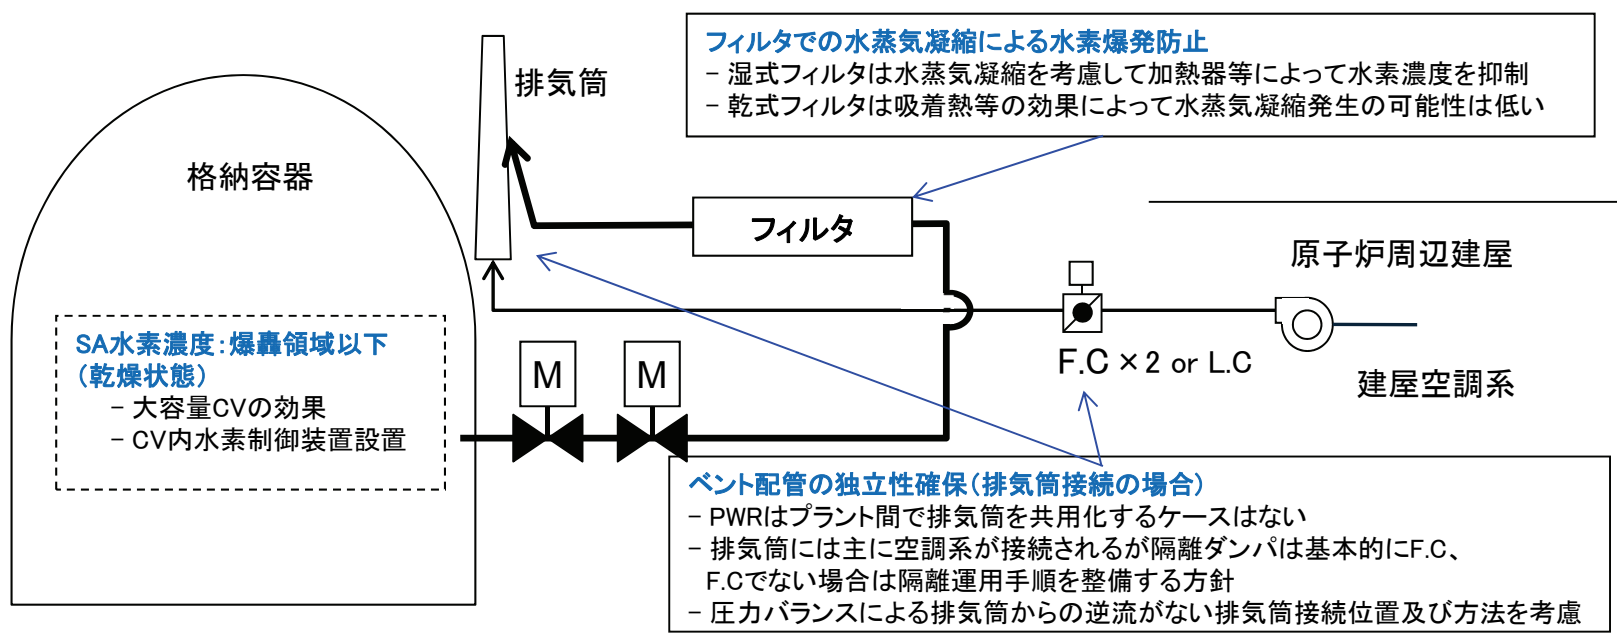 フィルタでの水蒸気凝縮による水素爆発防止
− 湿式フィルタは水蒸気凝縮を考慮して加熱器等によって水素濃度を抑制
− 乾式フィルタは吸着熱等の効果によって水蒸気凝縮発生の可能性は低い
排気筒
格納容器
フィルタ
原子炉周辺建屋
SA水素濃度：爆轟領域以下
（乾燥状態）
− 大容量CVの効果
− CV内水素制御装置設置
M
M
F.C × 2 or L.C
建屋空調系
ベント配管の独立性確保（排気筒接続の場合）
− PWRはプラント間で排気筒を共用化するケースはない
− 排気筒には主に空調系が接続されるが隔離ダンパは基本的にF.C、
F.Cでない場合は隔離運用手順を整備する方針
− 圧力バランスによる排気筒からの逆流がない排気筒接続位置及び方法を考慮